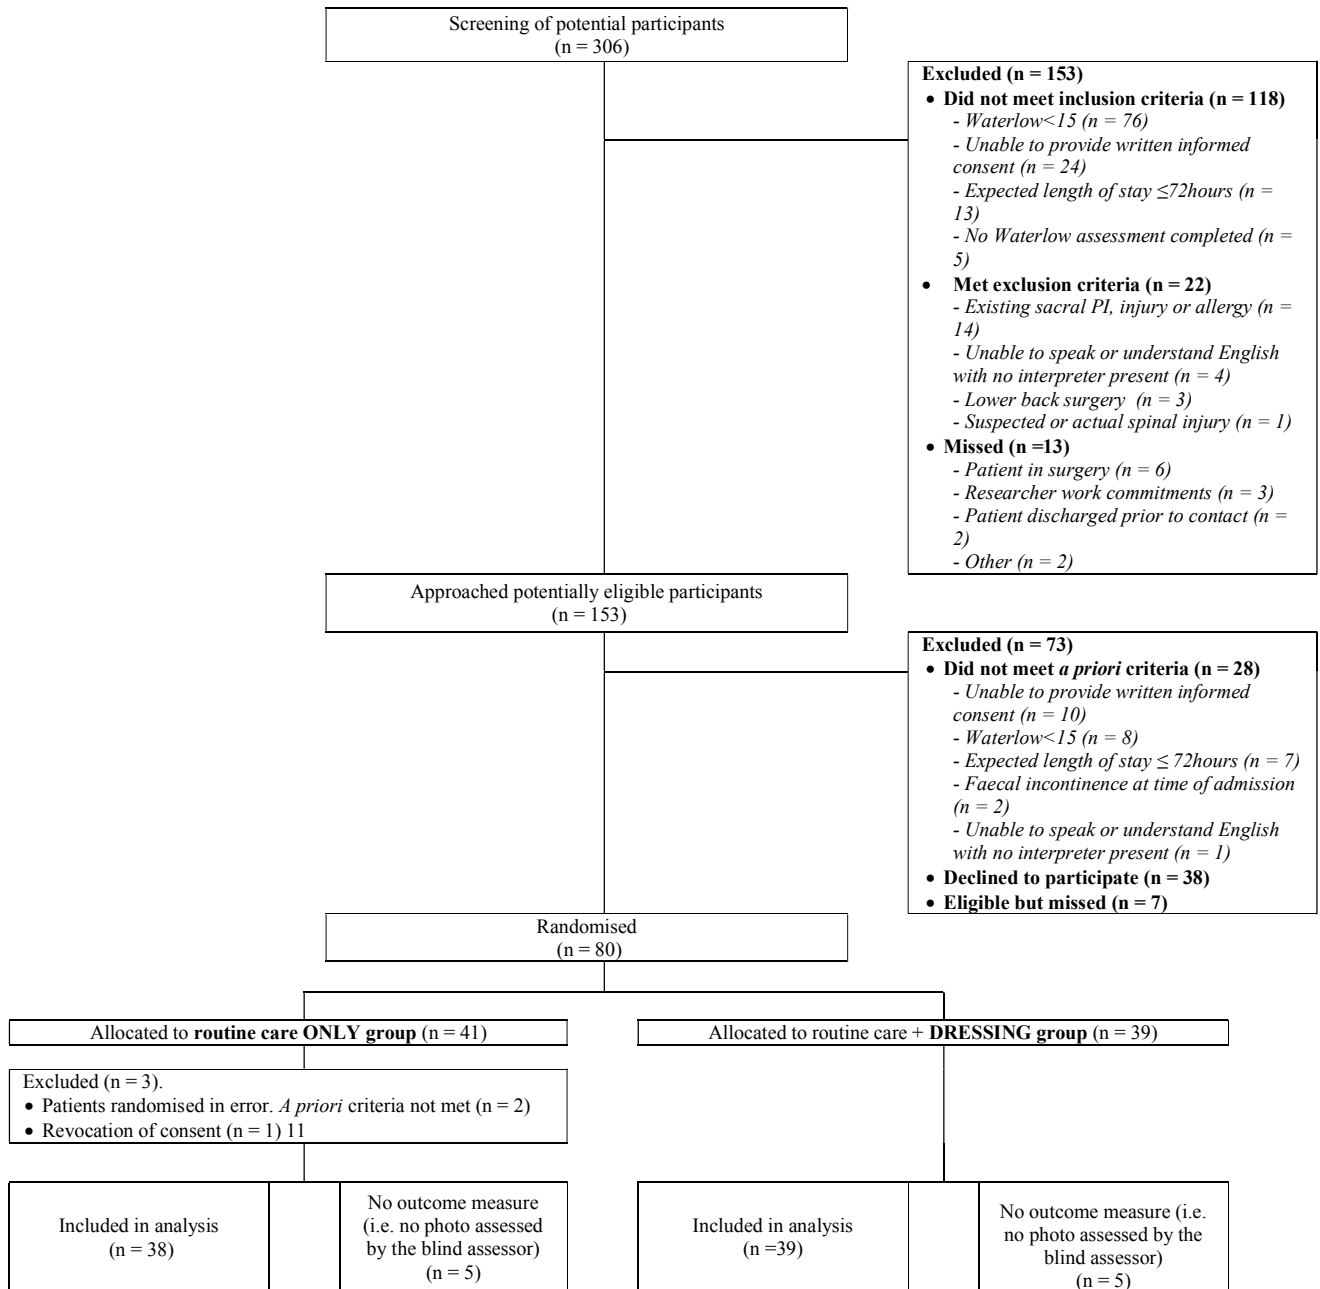 Screening of potential participants
(n = 306)
Excluded (n = 153)
• Did not meet inclusion criteria (n = 118)
- Waterlow<15 (n = 76)
- Unable to provide written informed
consent (n = 24)
- Expected length of stay ≤72hours (n =
13)
- No Waterlow assessment completed (n =
5)
• Met exclusion criteria (n = 22)
- Existing sacral PI, injury or allergy (n =
14)
- Unable to speak or understand English
with no interpreter present (n = 4)
- Lower back surgery (n = 3)
- Suspected or actual spinal injury (n = 1)
• Missed (n =13)
- Patient in surgery (n = 6)
- Researcher work commitments (n = 3)
- Patient discharged prior to contact (n =
2)
- Other (n = 2)
Approached potentially eligible participants
(n = 153)
Excluded (n = 73)
• Did not meet a priori criteria (n = 28)
- Unable to provide written informed
consent (n = 10)
- Waterlow<15 (n = 8)
- Expected length of stay ≤ 72hours (n = 7)
- Faecal incontinence at time of admission
(n = 2)
- Unable to speak or understand English
with no interpreter present (n = 1)
• Declined to participate (n = 38)
• Eligible but missed (n = 7)
Randomised
(n = 80)
Allocated to routine care ONLY group (n = 41)
Allocated to routine care + DRESSING group (n = 39)
Excluded (n = 3).
• Patients randomised in error. A priori criteria not met (n = 2)
• Revocation of consent (n = 1) 11
Included in analysis
(n = 38)
No outcome measure
(i.e. no photo assessed
by the blind assessor)
(n = 5)
Included in analysis
(n =39)
No outcome measure (i.e.
no photo assessed by the
blind assessor)
(n = 5)